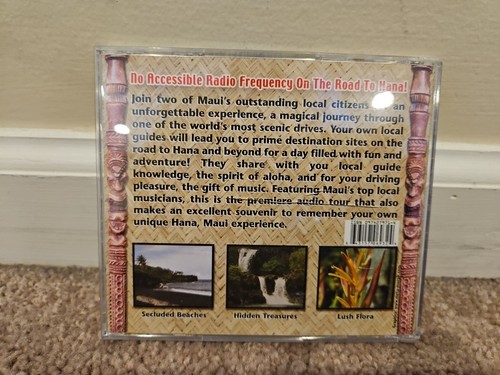 No Accessible Radio Frequency On The Road To Hana!
Join two of Maui's outstanding local citizens an
unforgettable experience, a magical journey through
one of the world's most scenic drives. Your own local
guides will lead you to prime destination sites on the
road to Hana and beyond for a day filled with fun and
adventure! They share with you local guide
knowledge, the spirit of aloha, and for your driving
pleasure, the gift of music. Featuring Maui's top local
musicians, this is the premiere audio tour that also
makes an excellent souvenir to remember your own
unique Hana, Maui experience.
Secluded Beaches
Hidden Treasures
Lush Flora